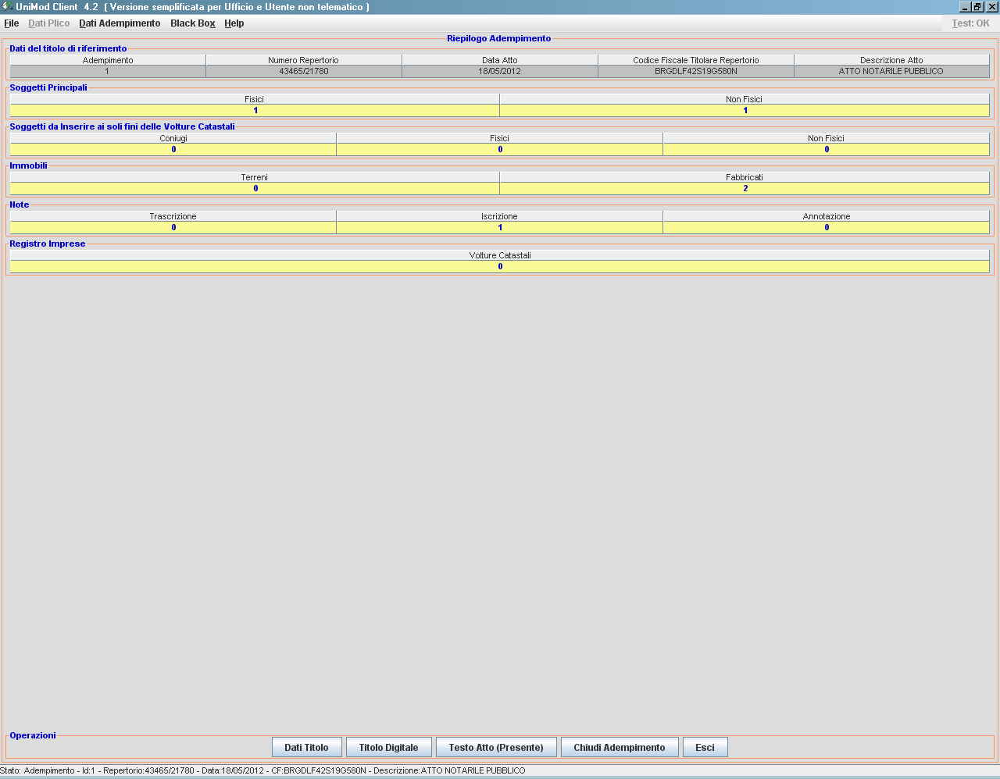 UniMod Client 4.2 ( Versione semplificata per Ufficio e Utente non telematico )
File Dati Plico Dati Adempimento Black Box Help Test: OK
Riepilogo Adempimento
Dati del titolo di riferimento
Adempimento Numero Repertorio Data Atto Codice Fiscale Titolare Repertorio Descrizione Atto
1 43465/21780 18/05/2012 BRGDLF42S19G580N ATTO NOTARILE PUBBLICO
Soggetti Principali
Fisici Non Fisici
1 1
Soggetti da Inserire ai soli fini delle Volture Catastali
Coniugi Fisici Non Fisici
0 0 0
Immobili
Terreni Fabbricati
0 2
Note
Trascrizione Iscrizione Annotazione
0 1 0
Registro Imprese
Volture Catastali
0
Operazioni
Dati Titolo Titolo Digitale Testo Atto (Presente) Chiudi Adempimento Esci
Stato: Adempimento - Id:1 - Repertorio:43465/21780 - Data:18/05/2012 - CF:BRGDLF42S19G580N - Descrizione:ATTO NOTARILE PUBBLICO